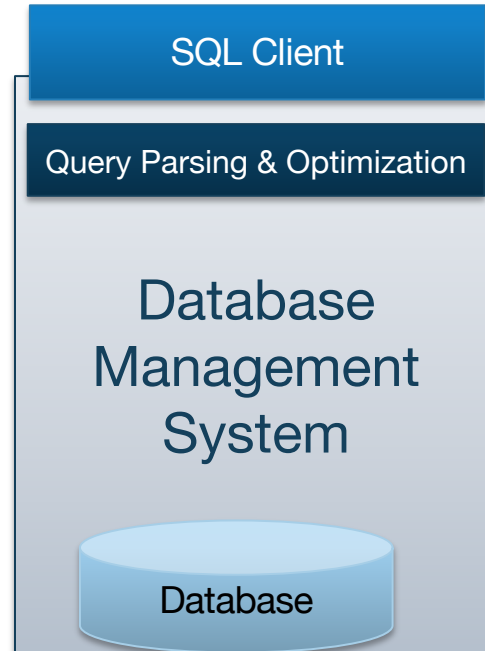 SQL Client
Query Parsing & Optimization
Database
Management
System
Database